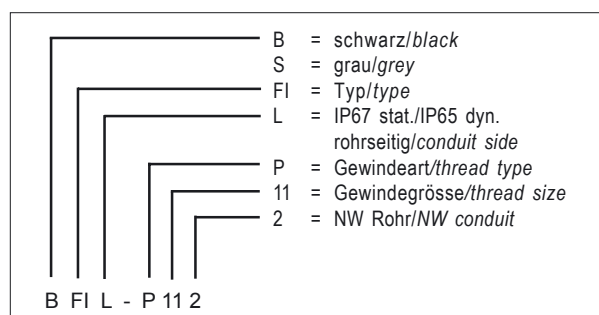 B = schwarz/black
S = grau/grey
FI = Typ/type
L = IP67 stat./IP65 dyn.
rohrseitig/conduit side
P = Gewindeart/thread type
11 = Gewindegrösse/thread size
2 = NW Rohr/NW conduit
B FI L - P 11 2